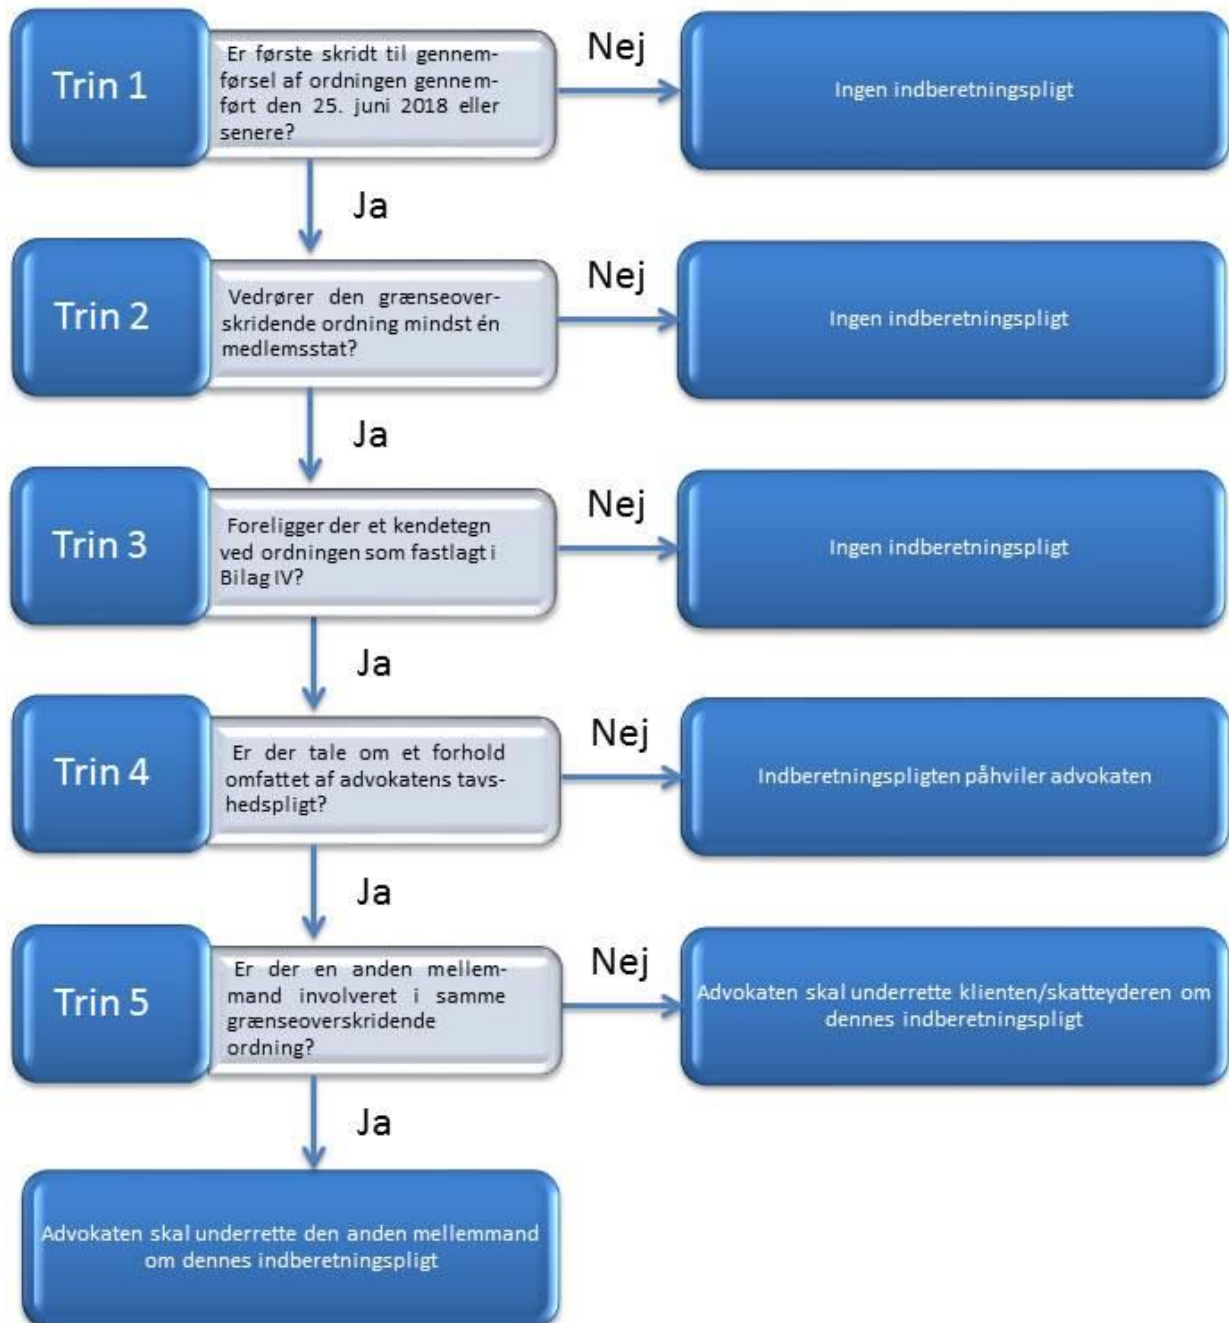 Trin 1
Er første skridt til gennem-
førsel af ordningen gennem-
ført den 25. juni 2018 eller
senere?
Nej
Ingen indberetningspligt
Ja
Trin 2
Vedrører den grænseover-
skridende ordning mindst én
medlemsstat?
Nej
Ingen indberetningspligt
Ja
Trin 3
Foreligger der et kendetegn
ved ordningen som fastlagt i
Bilag IV?
Nej
Ingen indberetningspligt
Ja
Trin 4
Er der tale om et forhold
omfattet af advokatens tavs-
hedspligt?
Nej
Indberetningspligten påhviler advokaten
Ja
Trin 5
Er der en anden mellem-
mand involveret i samme
grænseoverskridende
ordning?
Nej
Advokaten skal underrette klienten/skatteyderen om
dennes indberetningspligt
Ja
Advokaten skal underrette den anden mellemmand
om dennes indberetningspligt